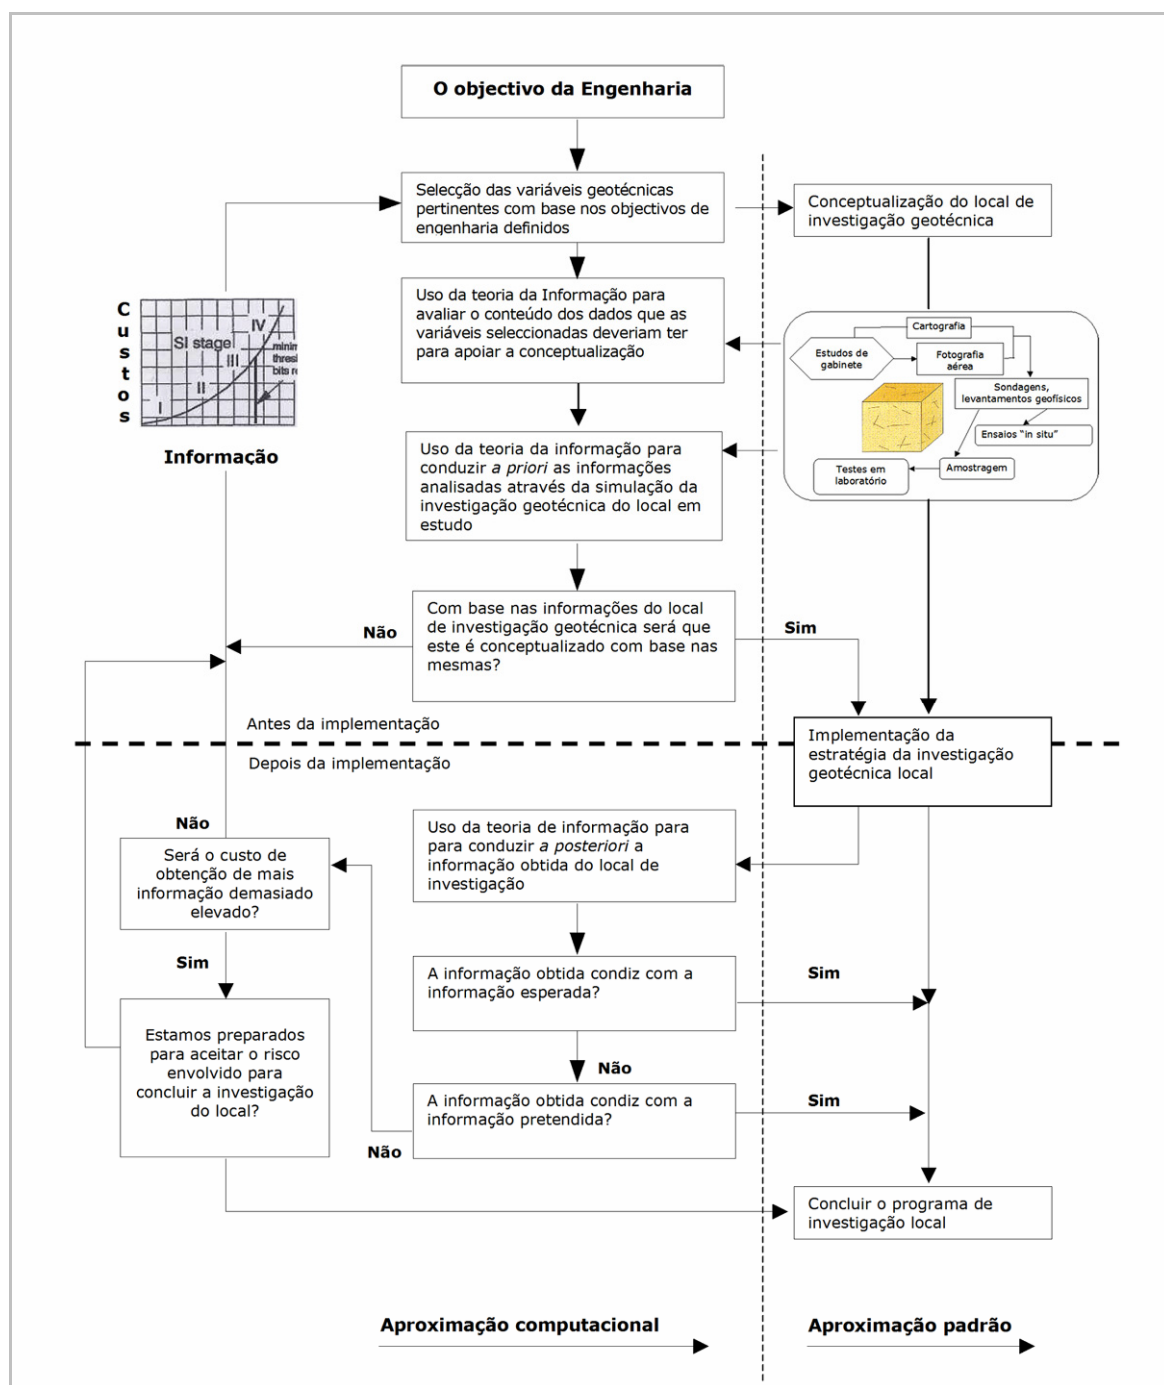 O objectivo da Engenharia
Selecção das variáveis geotécnicas
pertinentes com base nos objectivos de
engenharia definidos
Conceptualização do local de
investigação geotécnica
Custos
SI stage
I
II
III
IV
bits
Informação
Uso da teoria da Informação para
avaliar o conteúdo dos dados que as
variáveis seleccionadas deveriam ter
para apoiar a conceptualização
Cartografia
Estudos de
gabinete
Fotografia
aérea
Sondagens,
levantamentos geofísicos
Ensaios “in situ”
Amostragem
Testes em
laboratório
Uso da teoria da informação para
conduzir a priori as informações
analisadas através da simulação da
investigação geotécnica do local em
estudo
Com base nas informações do local
de investigação geotécnica será que
este é conceptualizado com base nas
mesmas?
Não
Sim
Antes da implementação
Depois da implementação
Implementação da
estratégia da investigação
geotécnica local
Uso da teoria de informação para
para conduzir a posteriori a
informação obtida do local de
investigação
Não
Será o custo de
obtenção de mais
informação demasiado
elevado?
Sim
A informação obtida condiz com a
informação esperada?
Sim
Não
Estamos preparados
para aceitar o risco
envolvido para
concluir a investigação
do local?
A informação obtida condiz com a
informação pretendida?
Sim
Não
Concluir o programa de
investigação local
Aproximação computacional
Aproximação padrão